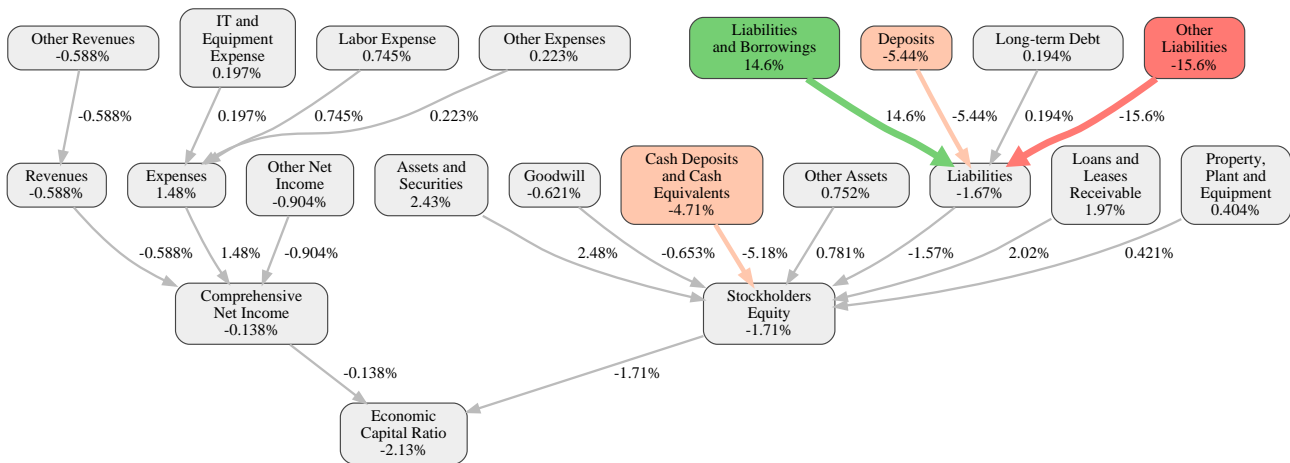 Other Revenues
-0.588%
IT and
Equipment
Expense
0.197%
Labor Expense
0.745%
Other Expenses
0.223%
Liabilities
and Borrowings
14.6%
Deposits
-5.44%
Long-term Debt
0.194%
Other
Liabilities
-15.6%
-0.588%
0.197%
0.745%
0.223%
14.6%
-5.44%
0.194%
-15.6%
Revenues
-0.588%
Expenses
1.48%
Other Net
Income
-0.904%
Assets and
Securities
2.43%
Goodwill
-0.621%
Cash Deposits
and Cash
Equivalents
-4.71%
Other Assets
0.752%
Liabilities
-1.67%
Loans and
Leases
Receivable
1.97%
Property,
Plant and
Equipment
0.404%
-0.588%
1.48%
-0.904%
2.48%
-0.653%
-5.18%
0.781%
-1.57%
2.02%
0.421%
Comprehensive
Net Income
-0.138%
Stockholders
Equity
-1.71%
-0.138%
-1.71%
Economic
Capital Ratio
-2.13%